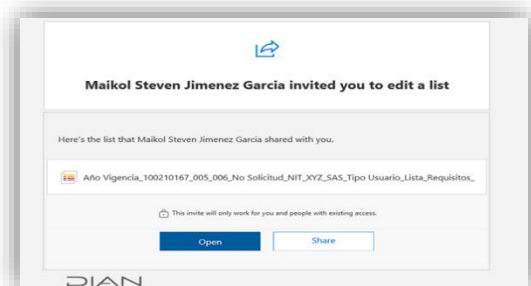 Maikol Steven Jimenez Garcia invited you to edit a list
Here's the list that Maikol Steven Jimenez Garcia shared with you.
Año Vigencia_100210167_005_006_No Solicitud_NIT_XYZ_SAS_Tipo Usuario_Lista_Requisitos_
This invite will only work for you and people with existing access.
Open
Share
DIAN